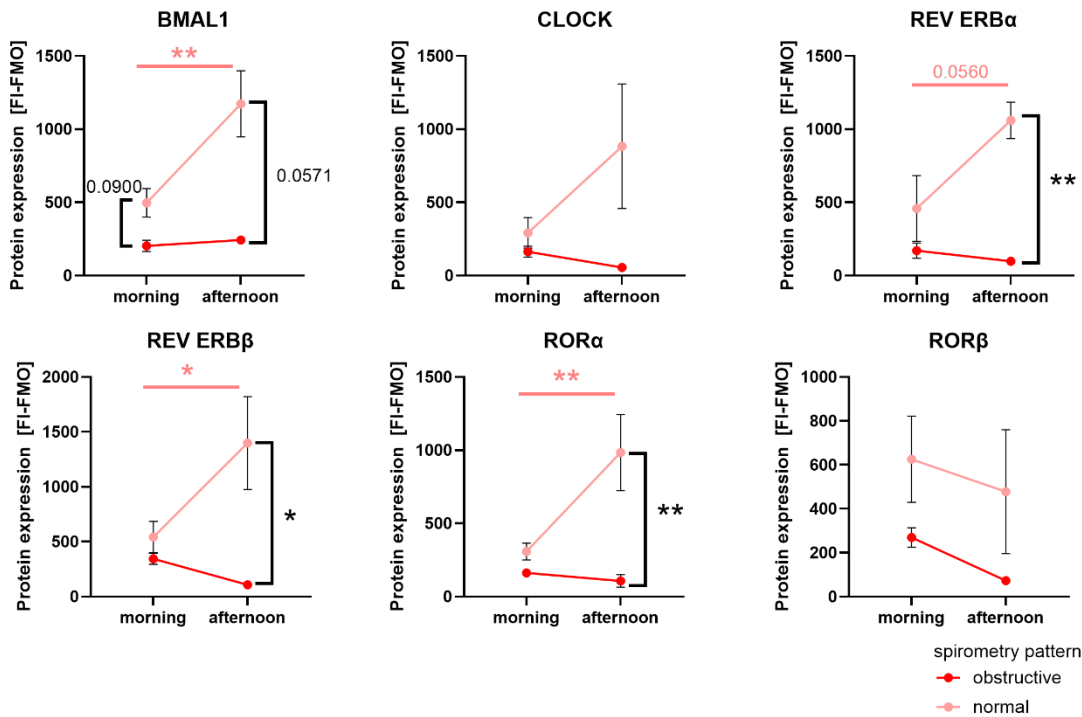 BMAL1
Protein expression [FI-FMO]
1500
1000
500
0
**
0.0900
0.0571
morning afternoon
CLOCK
Protein expression [FI-FMO]
1500
1000
500
0
morning afternoon
REV ERBα
Protein expression [FI-FMO]
1500
1000
500
0
0.0560
**
morning afternoon
REV ERBβ
Protein expression [FI-FMO]
2000
1500
1000
500
0
*
*
morning afternoon
RORα
Protein expression [FI-FMO]
1500
1000
500
0
**
**
morning afternoon
RORβ
Protein expression [FI-FMO]
1000
800
600
400
200
0
morning afternoon
spirometry pattern
obstructive
normal